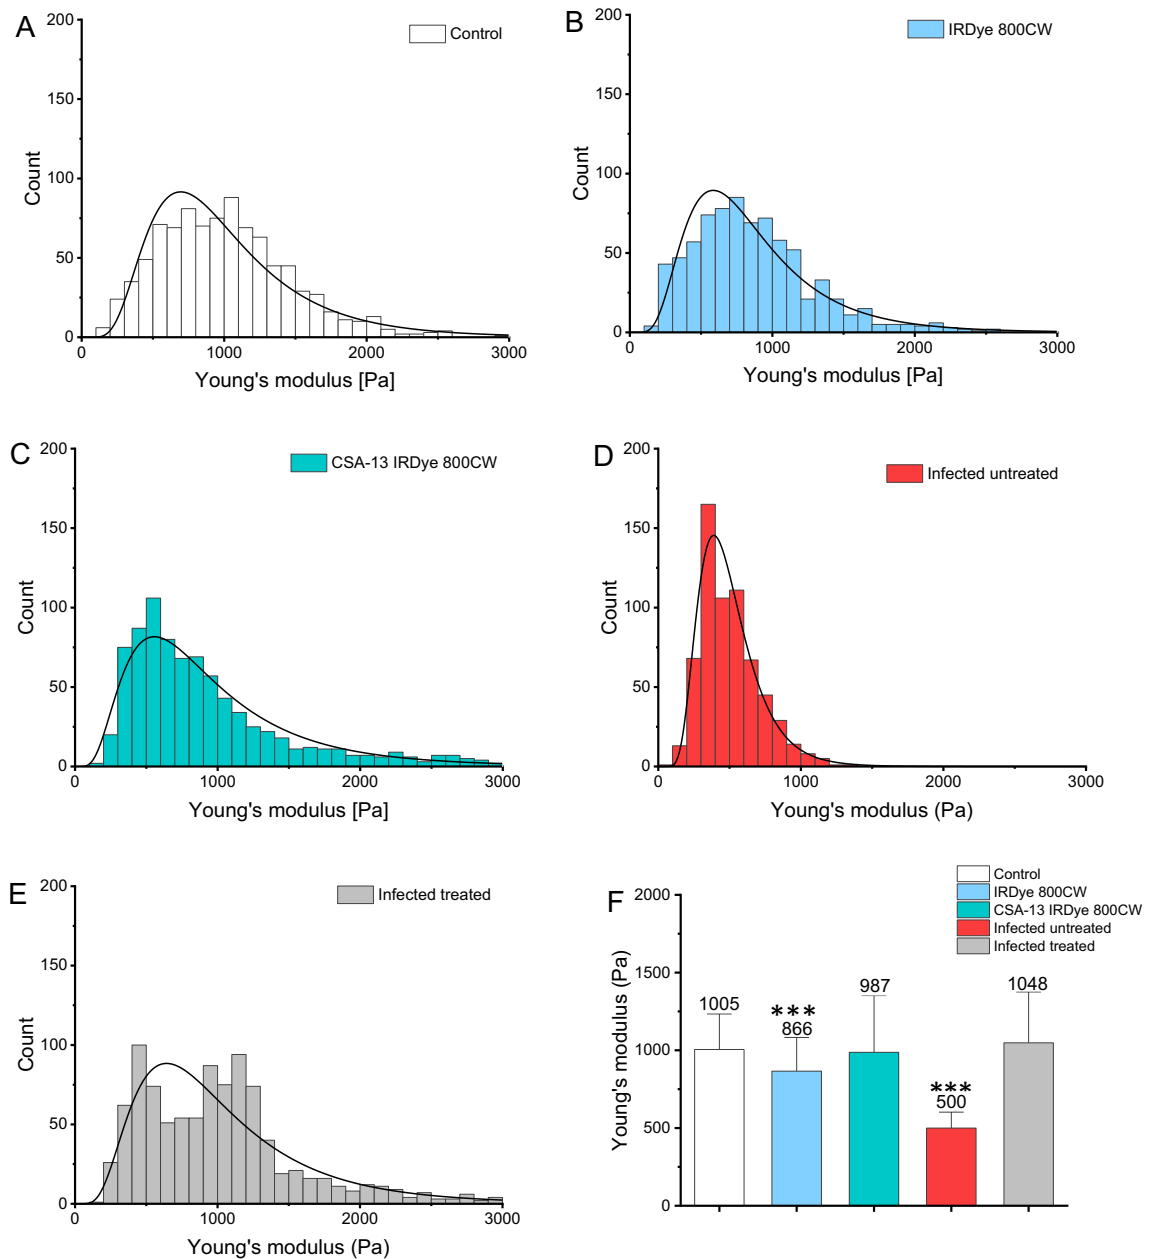 A
Control
200
150
100
50
0
Count
0 1000 2000 3000
Young's modulus [Pa]
B
IRDye 800CW
200
150
100
50
0
Count
0 1000 2000 3000
Young's modulus [Pa]
C
CSA-13 IRDye 800CW
200
150
100
50
0
Count
0 1000 2000 3000
Young's modulus [Pa]
D
Infected untreated
200
150
100
50
0
Count
0 1000 2000 3000
Young's modulus (Pa)
E
Infected treated
200
150
100
50
0
Count
0 1000 2000 3000
Young's modulus (Pa)
F
Control
IRDye 800CW
CSA-13 IRDye 800CW
Infected untreated
Infected treated
2000
1500
1000
500
0
Young's modulus (Pa)
1005
***
866
987
***
500
1048